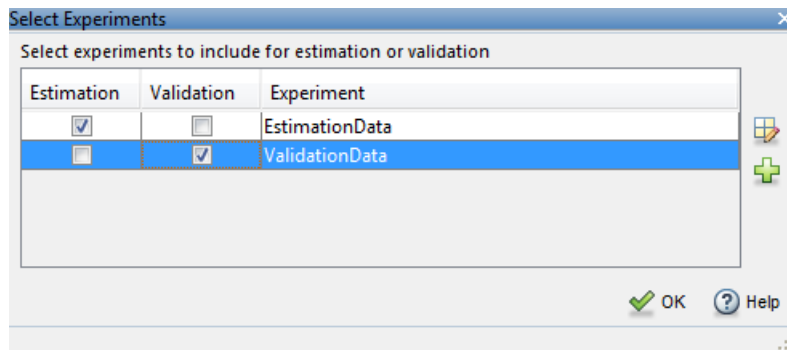 Select Experiments
Select experiments to include for estimation or validation
Estimation Validation Experiment
EstimationData
ValidationData
OK Help